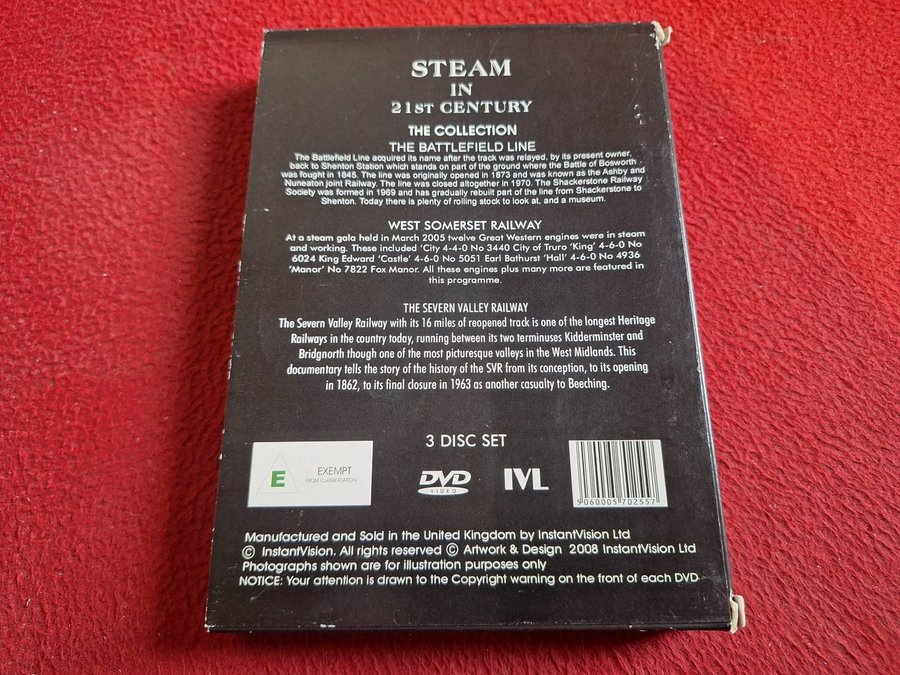 STEAM
IN
21ST CENTURY
THE COLLECTION
THE BATTLEFIELD LINE
The Battlefield Line acquired its name after the track was relayed, by its present owner,
back to Shenton Station which stands on part of the ground where the Battle of Bosworth
was fought in 1845. The line was originally opened in 1873 and was known as the Ashby and
Nuneaton joint Railway. The line was closed altogether in 1970. The Shackerstone Railway
Society was formed in 1969 and has gradually rebuilt part of the line from Shackerstone to
Shenton. Today there is plenty of rolling stock to look at, and a museum.
WEST SOMERSET RAILWAY
At a steam gala held in March 2005 twelve Great Western engines were in steam
and working. These included 'City 4-4-0 No 3440 City of Truro 'King' 4-6-0 No
6024 King Edward 'Castle' 4-6-0 No 5051 Earl Bathurst 'Hall' 4-6-0 No 4936
'Manor' No 7822 Fox Manor. All these engines plus many more are featured in
this programme.
THE SEVERN VALLEY RAILWAY
The Severn Valley Railway with its 16 miles of reopened track is one of the longest Heritage
Railways in the country today, running between its two terminuses Kidderminster and
Bridgnorth though one of the most picturesque valleys in the West Midlands. This
documentary tells the story of the history of the SVR from its conception, to its opening
in 1862, to its final closure in 1963 as another casualty to Beeching.
3 DISC SET
E EXEMPT
FROM CLASSIFICATION
DVD
VIDEO
IVL
5060005702557
Manufactured and Sold in the United Kingdom by InstantVision Ltd
© InstantVision. All rights reserved © Artwork & Design 2008 InstantVision Ltd
Photographs shown are for illustration purposes only
NOTICE: Your attention is drawn to the Copyright warning on the front of each DVD